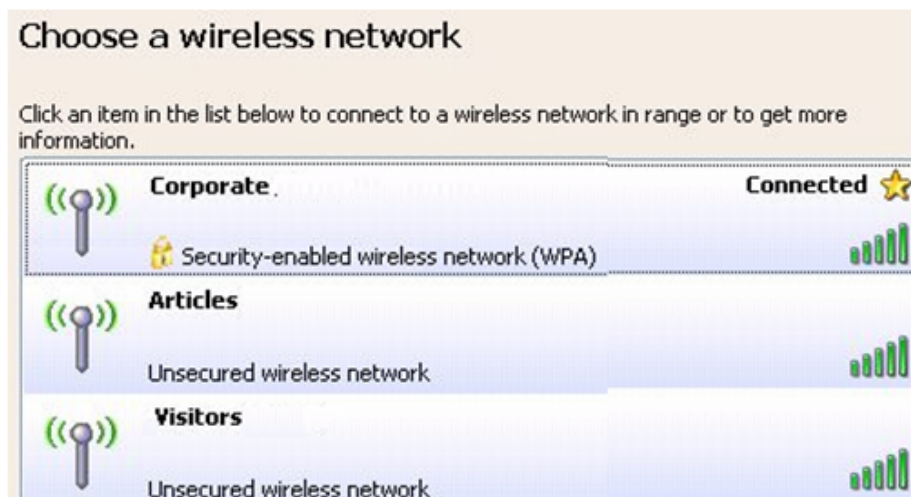 Choose a wireless network
Click an item in the list below to connect to a wireless network in range or to get more
information.
Corporate Connected
Security-enabled wireless network (WPA)
Articles
Unsecured wireless network
Visitors
Unsecured wireless network